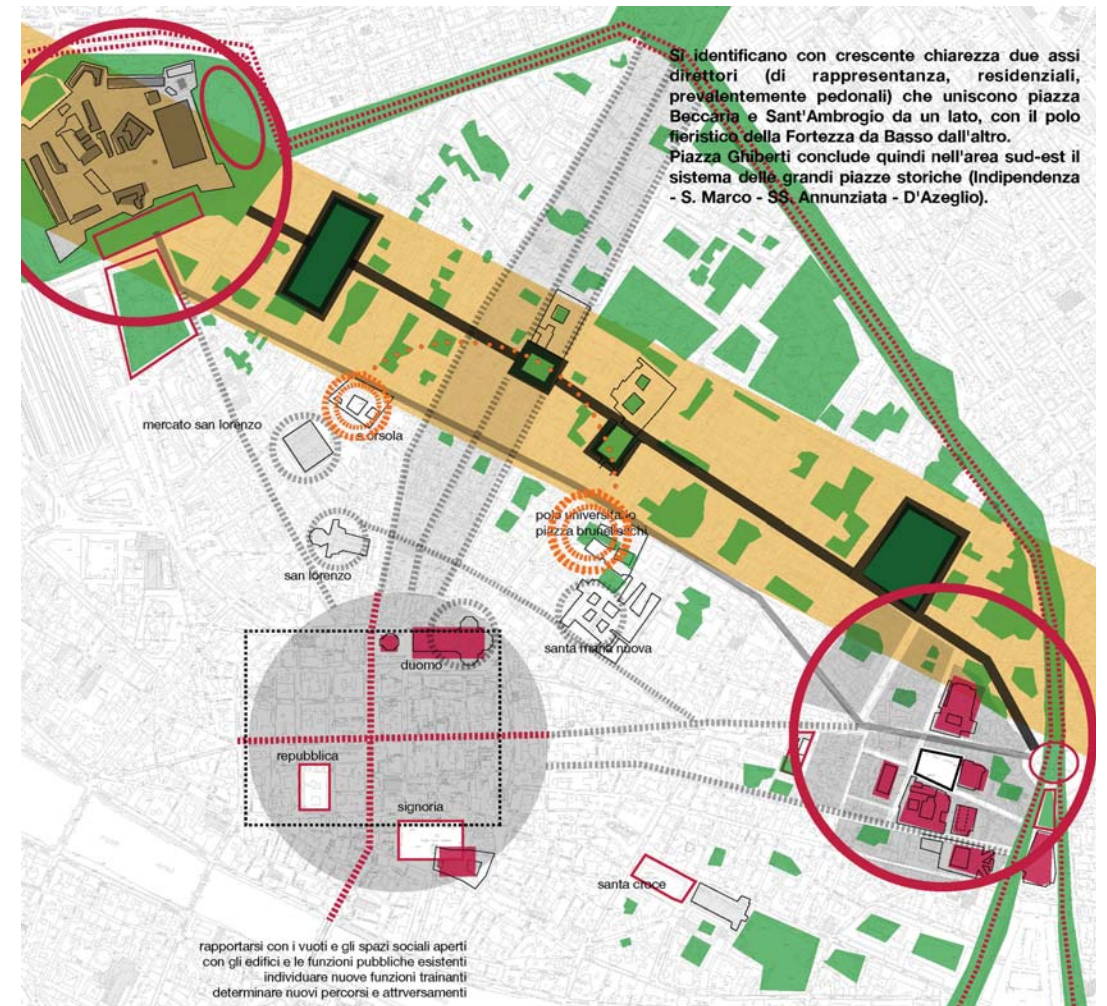 Si identificano con crescente chiarezza due assi
direttori (di rappresentanza, residenziali,
prevalentemente pedonali) che uniscono piazza
Beccaria e Sant'Ambrogio da un lato, con il polo
fieristico della Fortezza da Basso dall'altro.
Piazza Ghiberti conclude quindi nell'area sud-est il
sistema delle grandi piazze storiche (Indipendenza
- S. Marco - SS. Annunziata - D'Azeglio).
mercato san lorenzo
s.orsola
polo universitario
piazza brunelleschi
san lorenzo
santa maria nuova
duomo
repubblica
signoria
santa croce
rapportarsi con i vuoti e gli spazi sociali aperti
con gli edifici e le funzioni pubbliche esistenti
individuare nuove funzioni trainanti
determinare nuovi percorsi e attrversamenti